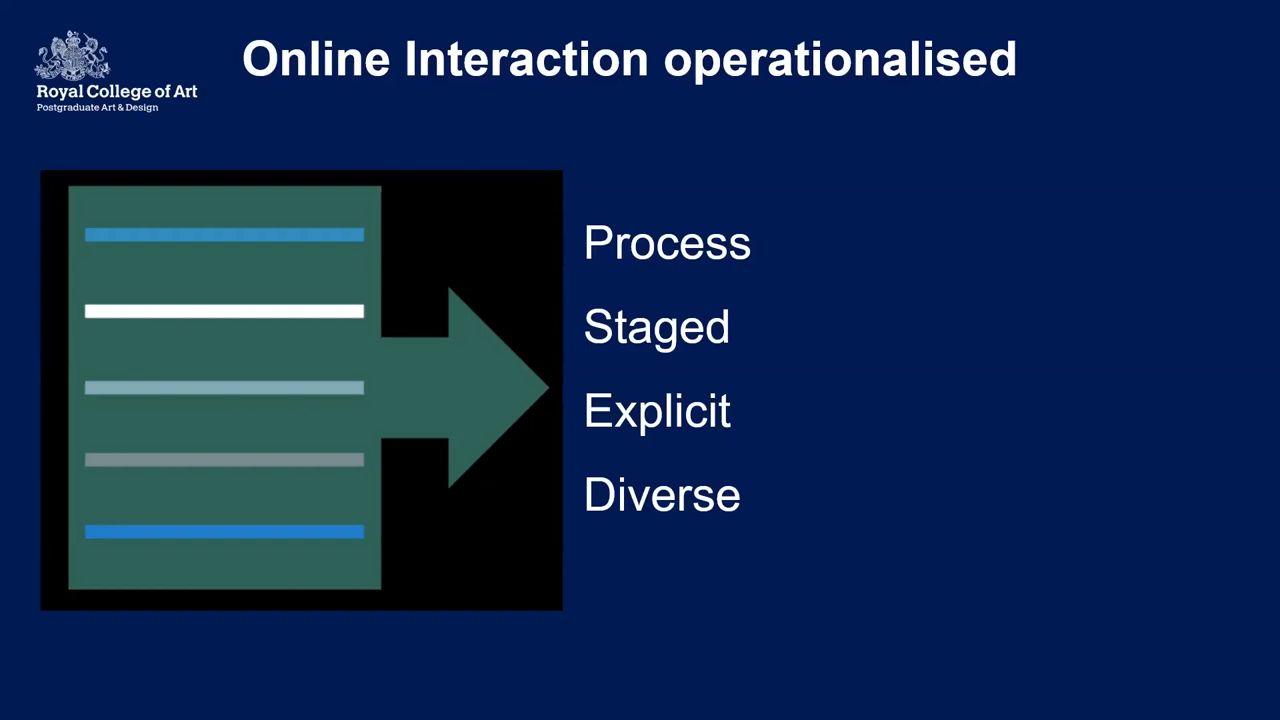 Online Interaction operationalised
Royal College of Art
Postgraduate Art & Design
Process
Staged
Explicit
Diverse